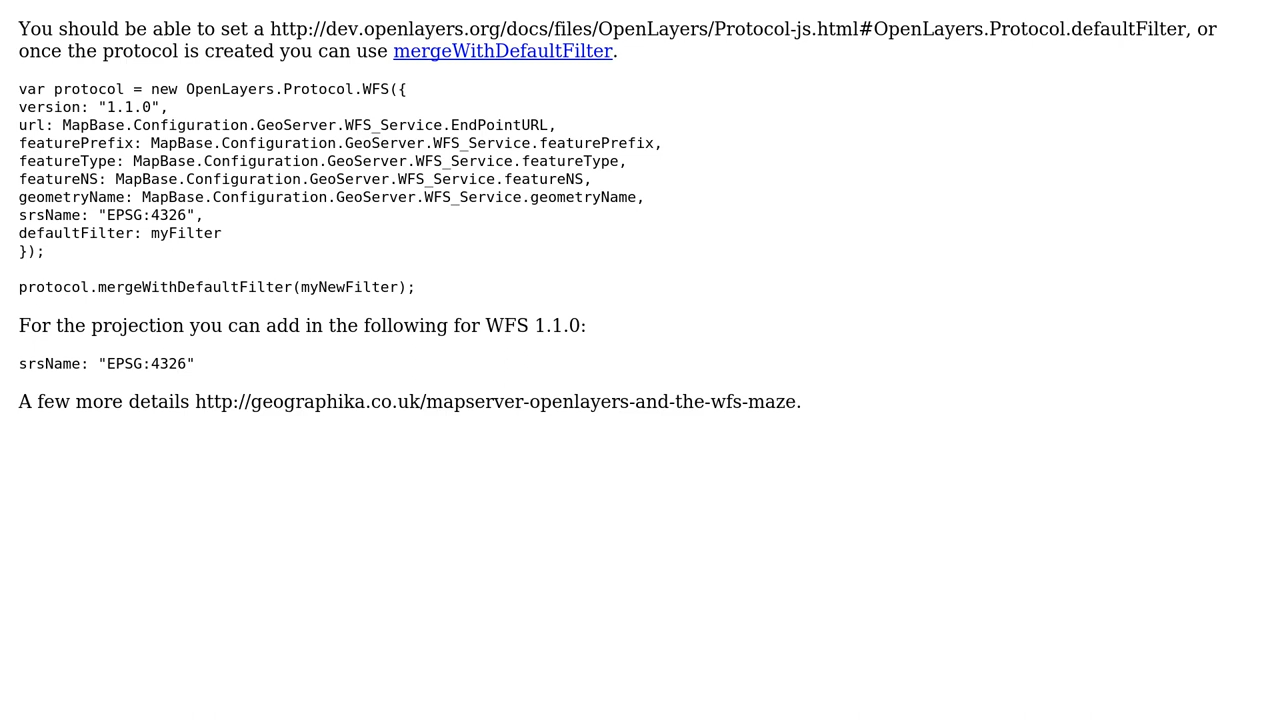 You should be able to set a http://dev.openlayers.org/docs/files/OpenLayers/Protocol-js.html#OpenLayers.Protocol.defaultFilter, or
once the protocol is created you can use mergeWithDefaultFilter.
var protocol = new OpenLayers.Protocol.WFS({
version: "1.1.0",
url: MapBase.Configuration.GeoServer.WFS_Service.EndPointURL,
featurePrefix: MapBase.Configuration.GeoServer.WFS_Service.featurePrefix,
featureType: MapBase.Configuration.GeoServer.WFS_Service.featureType,
featureNS: MapBase.Configuration.GeoServer.WFS_Service.featureNS,
geometryName: MapBase.Configuration.GeoServer.WFS_Service.geometryName,
srsName: "EPSG:4326",
defaultFilter: myFilter
});
protocol.mergeWithDefaultFilter(myNewFilter);
For the projection you can add in the following for WFS 1.1.0:
srsName: "EPSG:4326"
A few more details http://geographika.co.uk/mapserver-openlayers-and-the-wfs-maze.